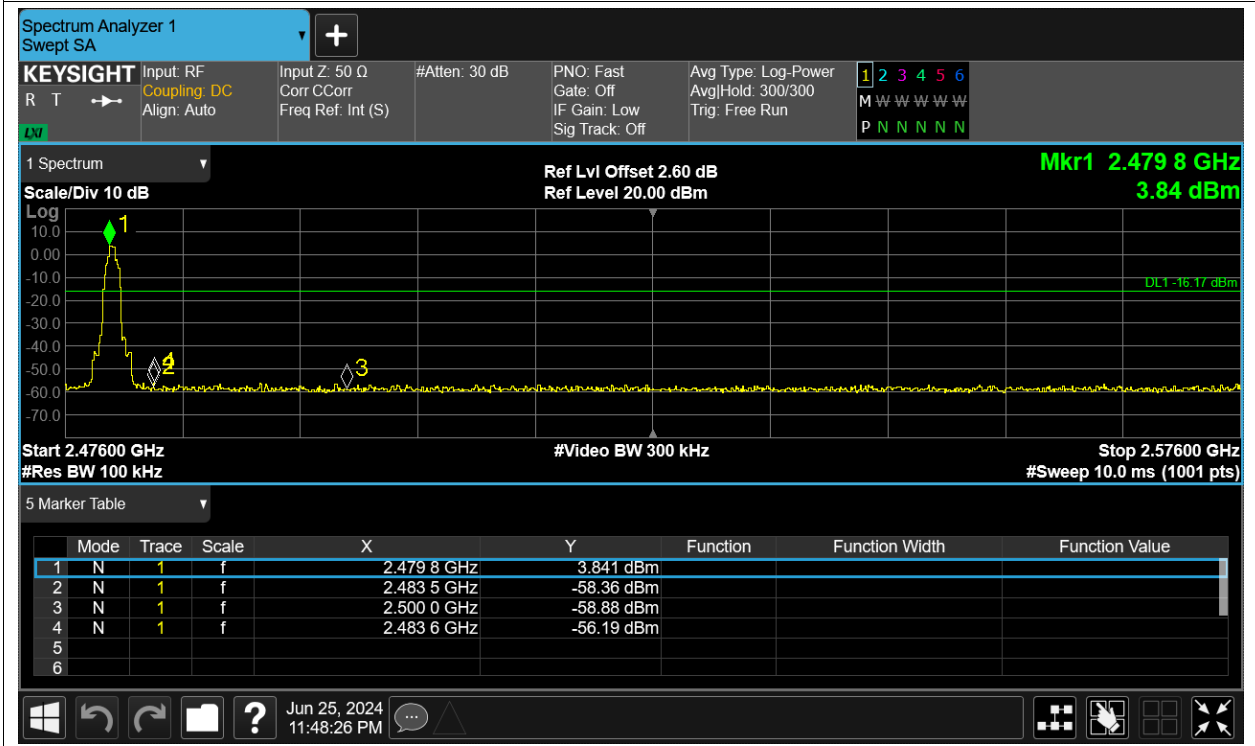 Spectrum Analyzer 1
Swept SA
KEYSIGHT
R T
LXI
Input: RF
Coupling: DC
Align: Auto
Input Z: 50 Ω
Corr CCorr
Freq Ref: Int (S)
#Atten: 30 dB
PNO: Fast
Gate: Off
IF Gain: Low
Sig Track: Off
Avg Type: Log-Power
Avg|Hold: 300/300
Trig: Free Run
1 2 3 4 5 6
M W W W W W
P N N N N N
1 Spectrum
Scale/Div 10 dB
Ref Lvl Offset 2.60 dB
Ref Level 20.00 dBm
Mkr1 2.479 8 GHz
3.84 dBm
Log
10.0
0.00
-10.0
-20.0
-30.0
-40.0
-50.0
-60.0
-70.0
1
4
2
3
DL1 -16.17 dBm
Start 2.47600 GHz
#Video BW 300 kHz
Stop 2.57600 GHz
#Res BW 100 kHz
#Sweep 10.0 ms (1001 pts)
5 Marker Table
Mode Trace Scale X Y Function Function Width Function Value
1 N 1 f 2.479 8 GHz 3.841 dBm
2 N 1 f 2.483 5 GHz -58.36 dBm
3 N 1 f 2.500 0 GHz -58.88 dBm
4 N 1 f 2.483 6 GHz -56.19 dBm
5
6
?
Jun 25, 2024
11:48:26 PM